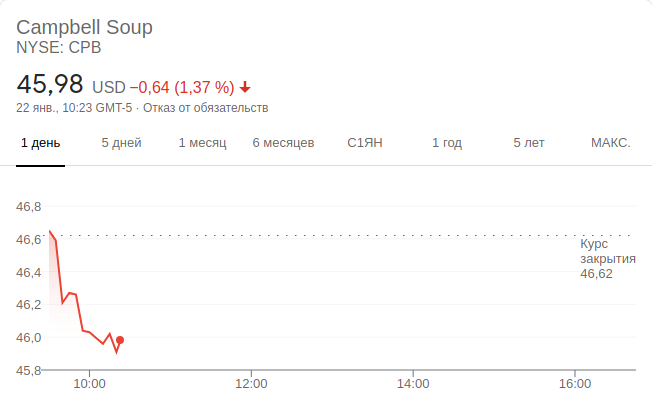 Campbell Soup
NYSE: CPB
45,98 USD −0,64 (1,37 %)
22 янв., 10:23 GMT-5 · Отказ от обязательств
1 день 5 дней 1 месяц 6 месяцев С1ЯН 1 год 5 лет МАКС.
46,8
46,6
Курс
закрытия
46,62
46,4
46,2
46,0
45,8
10:00 12:00 14:00 16:00